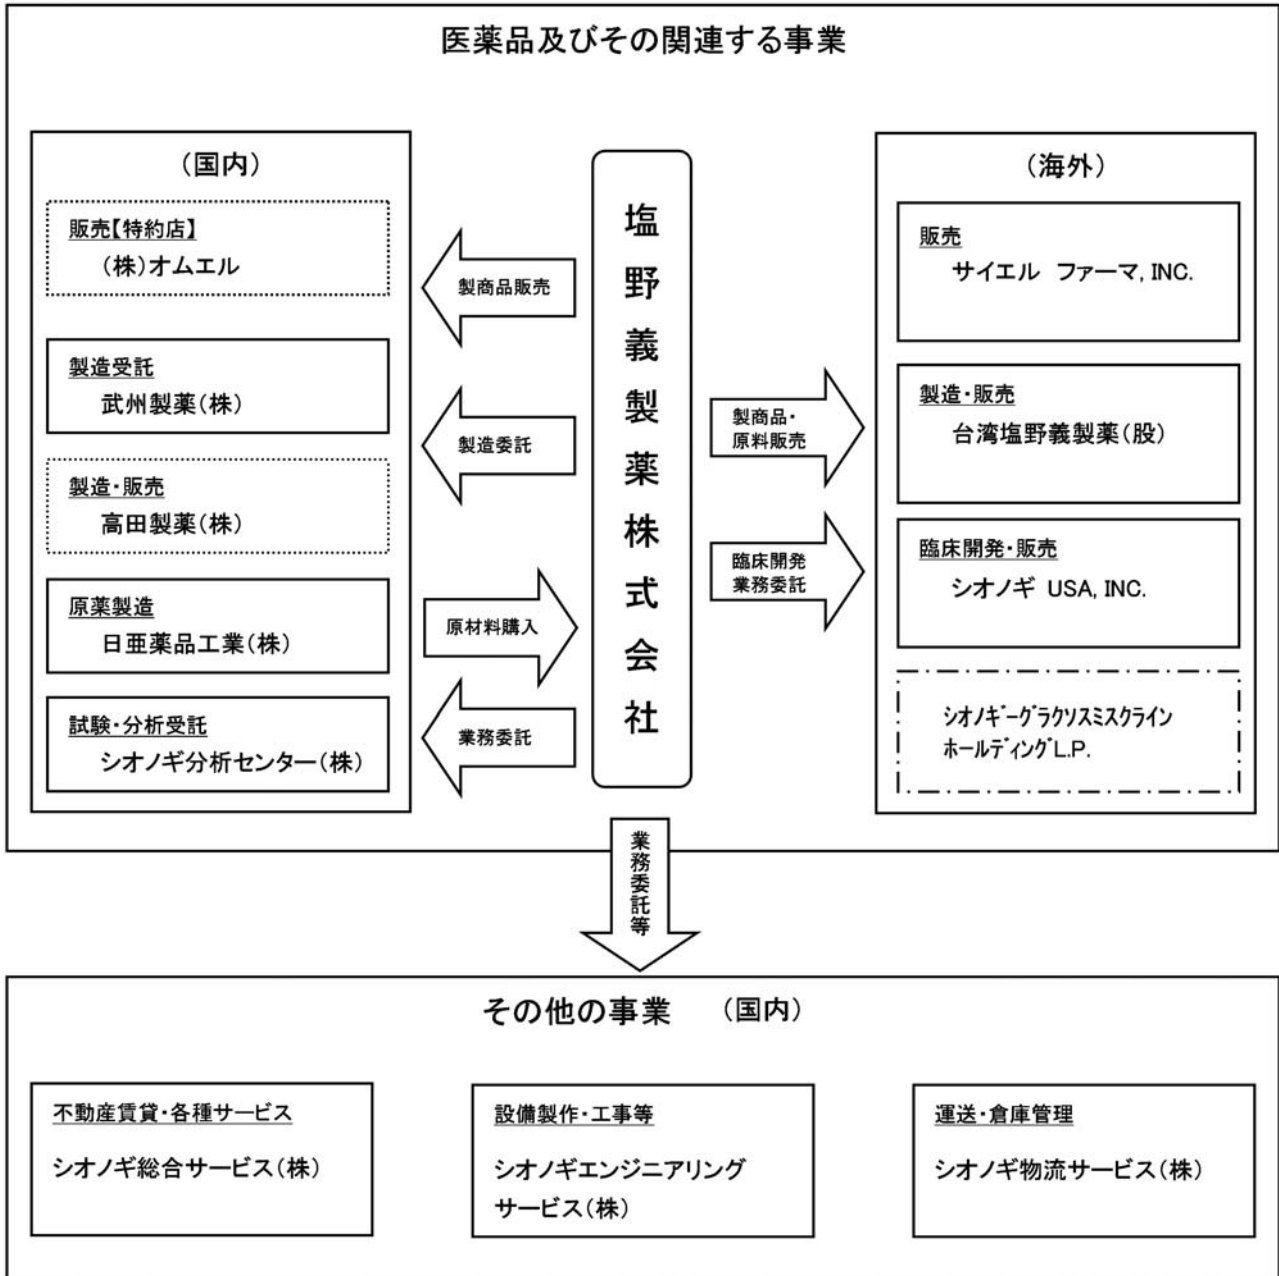 医薬品及びその関連する事業
（国内）
販売【特約店】
（株）オムエル
製造受託
武州製薬（株）
製造・販売
高田製薬（株）
原薬製造
日亜薬品工業（株）
試験・分析受託
シオノギ分析センター（株）
製商品販売
製造委託
原材料購入
業務委託
塩野義製薬株式会社
製商品・
原料販売
臨床開発
業務委託
（海外）
販売
サイエル　ファーマ, INC.
製造・販売
台湾塩野義製薬（股）
臨床開発・販売
シオノギ USA, INC.
ｼｵﾉｷﾞｰｸﾞﾗｸｿｽﾐｽｸﾗｲﾝ
ﾎｰﾙﾃﾞｨﾝｸﾞL.P.
業務委託等
その他の事業　（国内）
不動産賃貸・各種サービス
シオノギ総合サービス（株）
設備製作・工事等
シオノギエンジニアリング
サービス（株）
運送・倉庫管理
シオノギ物流サービス（株）